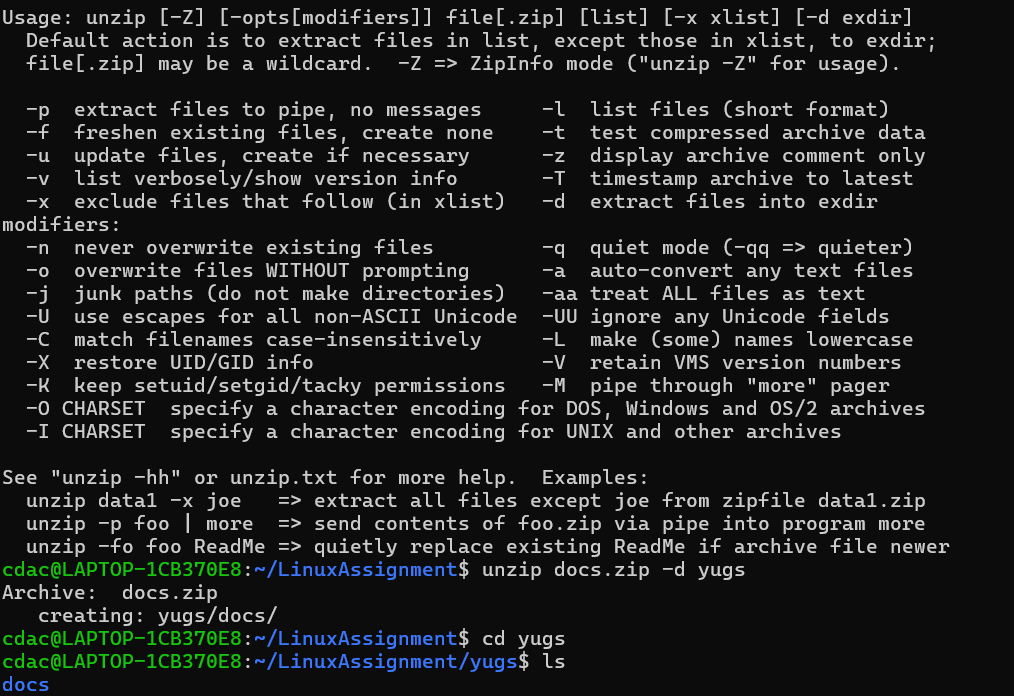 Usage: unzip [-Z] [-opts[modifiers]] file[.zip] [list] [-x xlist] [-d exdir]
  Default action is to extract files in list, except those in xlist, to exdir;
  file[.zip] may be a wildcard.  -Z => ZipInfo mode ("unzip -Z" for usage).

  -p  extract files to pipe, no messages     -l  list files (short format)
  -f  freshen existing files, create none    -t  test compressed archive data
  -u  update files, create if necessary      -z  display archive comment only
  -v  list verbosely/show version info       -T  timestamp archive to latest
  -x  exclude files that follow (in xlist)   -d  extract files into exdir
modifiers:
  -n  never overwrite existing files         -q  quiet mode (-qq => quieter)
  -o  overwrite files WITHOUT prompting      -a  auto-convert any text files
  -j  junk paths (do not make directories)   -aa treat ALL files as text
  -U  use escapes for all non-ASCII Unicode  -UU ignore any Unicode fields
  -C  match filenames case-insensitively     -L  make (some) names lowercase
  -X  restore UID/GID info                   -V  retain VMS version numbers
  -K  keep setuid/setgid/tacky permissions   -M  pipe through "more" pager
  -O CHARSET  specify a character encoding for DOS, Windows and OS/2 archives
  -I CHARSET  specify a character encoding for UNIX and other archives

See "unzip -hh" or unzip.txt for more help.  Examples:
  unzip data1 -x joe   => extract all files except joe from zipfile data1.zip
  unzip -p foo | more  => send contents of foo.zip via pipe into program more
  unzip -fo foo ReadMe => quietly replace existing ReadMe if archive file newer
cdac@LAPTOP-1CB370E8:~/LinuxAssignment$ unzip docs.zip -d yugs
Archive:  docs.zip
   creating: yugs/docs/
cdac@LAPTOP-1CB370E8:~/LinuxAssignment$ cd yugs
cdac@LAPTOP-1CB370E8:~/LinuxAssignment/yugs$ ls
docs